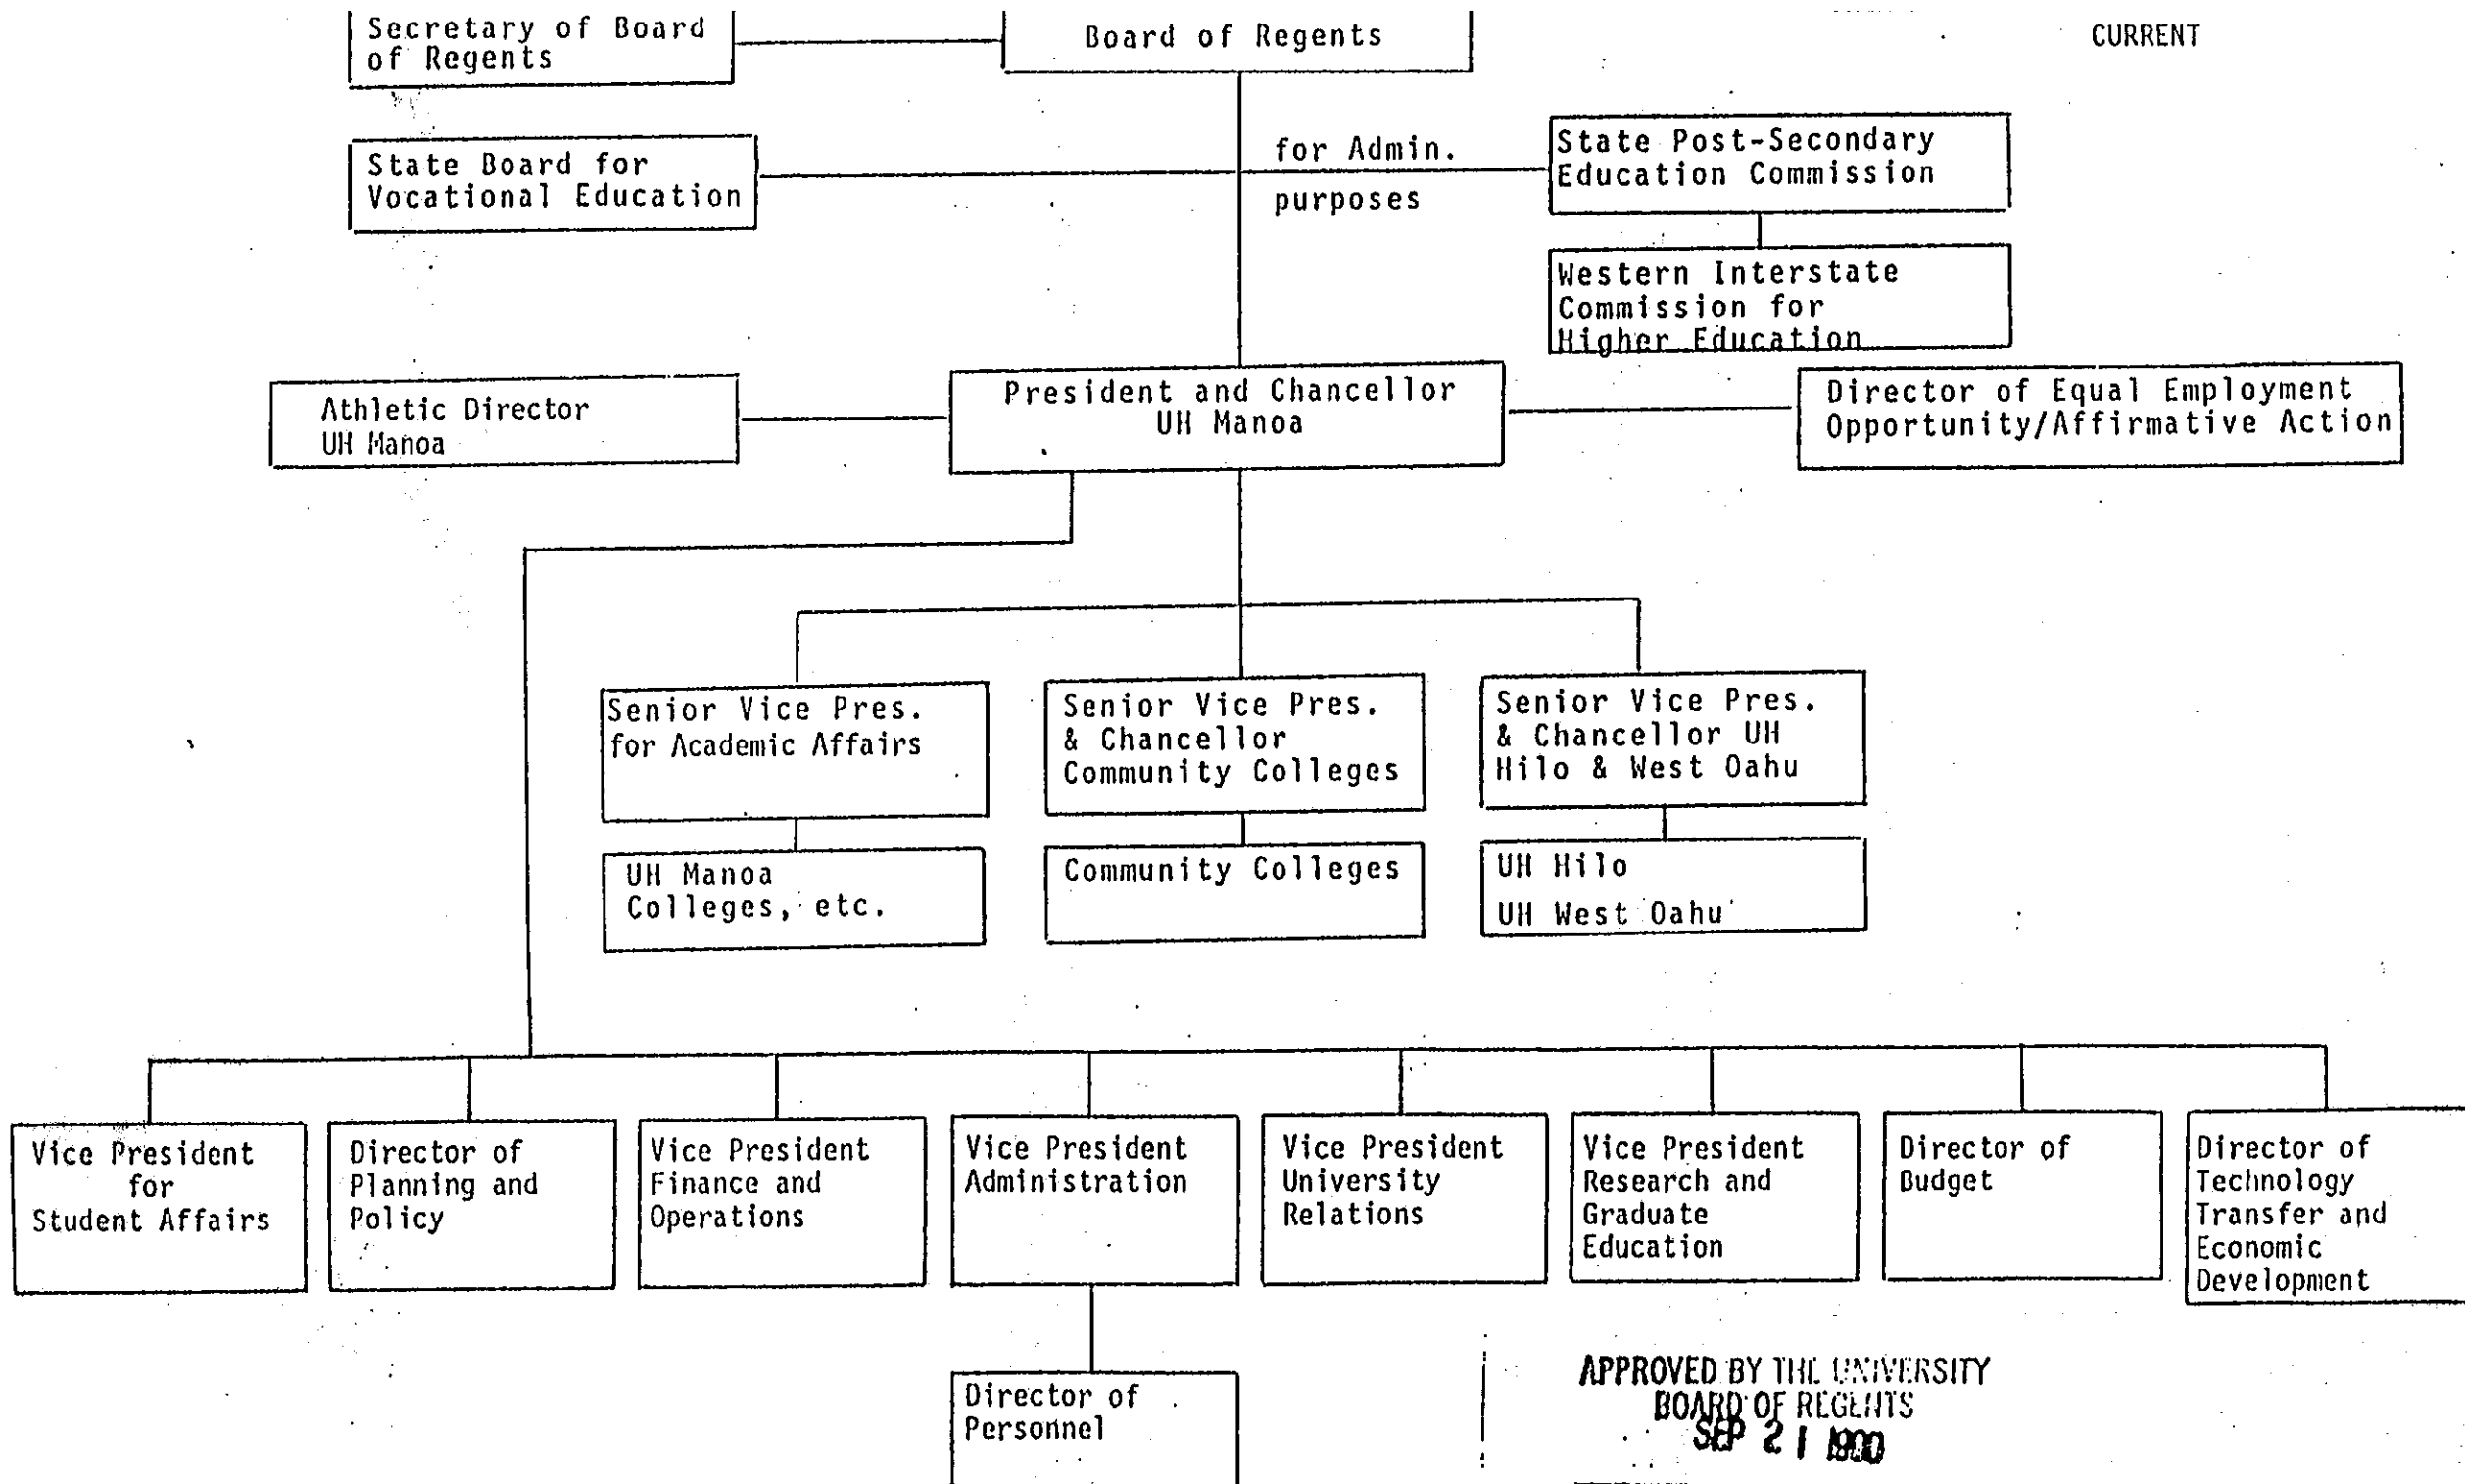 Secretary of Board
of Regents
Board of Regents
CURRENT
State Board for
Vocational Education
for Admin.
purposes
State Post-Secondary
Education Commission
Western Interstate
Commission for
Higher Education
Athletic Director
UH Manoa
President and Chancellor
UH Manoa
Director of Equal Employment
Opportunity/Affirmative Action
Senior Vice Pres.
for Academic Affairs
Senior Vice Pres.
& Chancellor
Community Colleges
Senior Vice Pres.
& Chancellor UH
Hilo & West Oahu
UH Manoa
Colleges, etc.
Community Colleges
UH Hilo
UH West Oahu
Vice President
for
Student Affairs
Director of
Planning and
Policy
Vice President
Finance and
Operations
Vice President
Administration
Vice President
University
Relations
Vice President
Research and
Graduate
Education
Director of
Budget
Director of
Technology
Transfer and
Economic
Development
Director of
Personnel
APPROVED BY THE UNIVERSITY
BOARD OF REGENTS
SEP 21